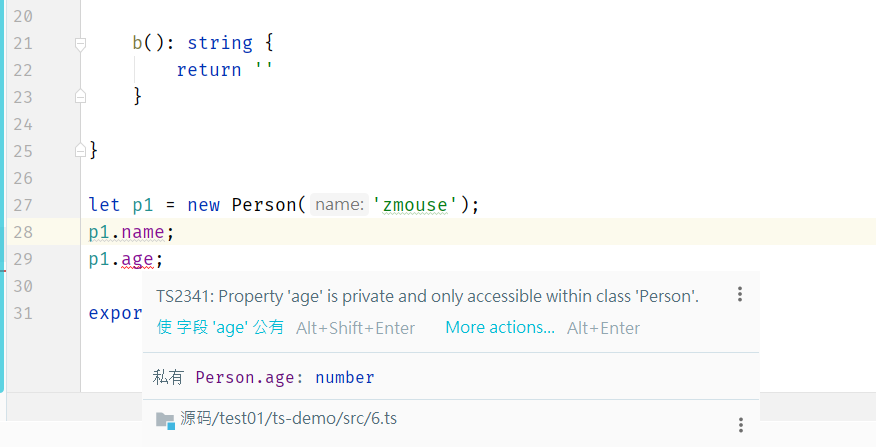 20
21 b(): string {
22 return ''
23 }
24
25 }
26
27 let p1 = new Person( name: 'zmouse');
28 p1.name;
29 p1.age;
30
31 expor
TS2341: Property 'age' is private and only accessible within class 'Person'.
使 字段 'age' 公有 Alt+Shift+Enter More actions... Alt+Enter
私有 Person.age: number
源码/test01/ts-demo/src/6.ts